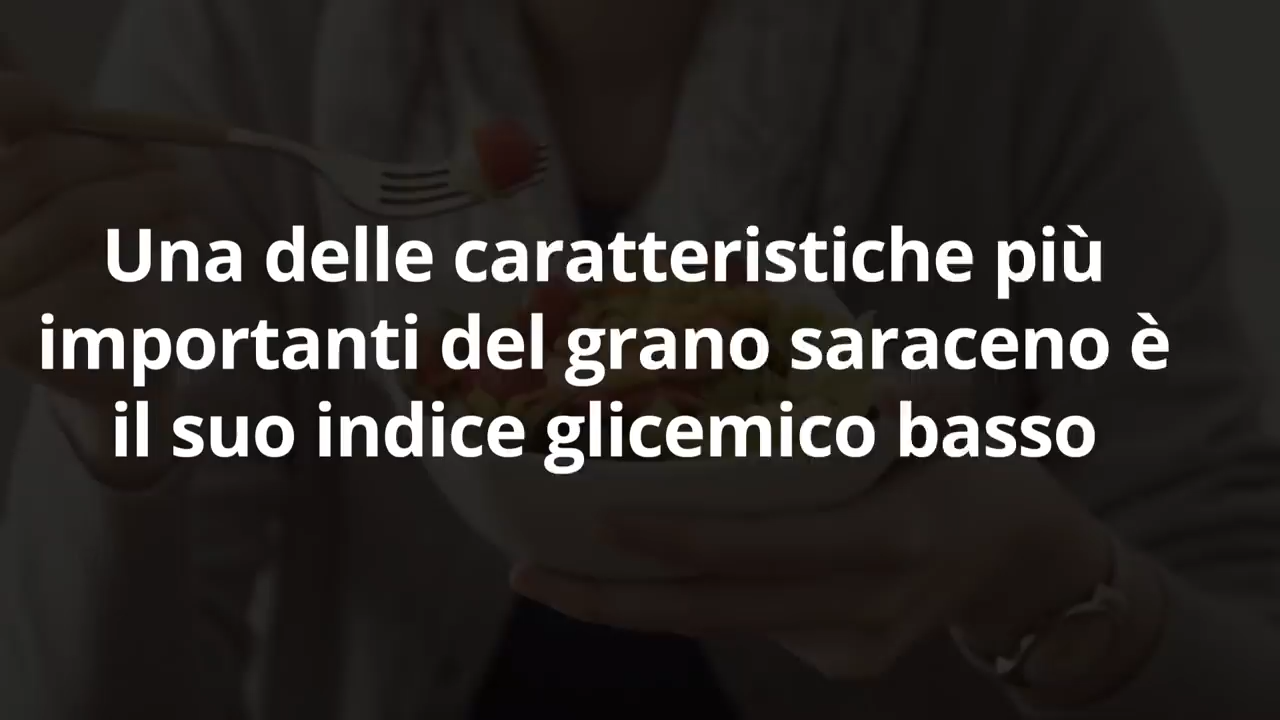 Una delle caratteristiche più
importanti del grano saraceno è
il suo indice glicemico basso